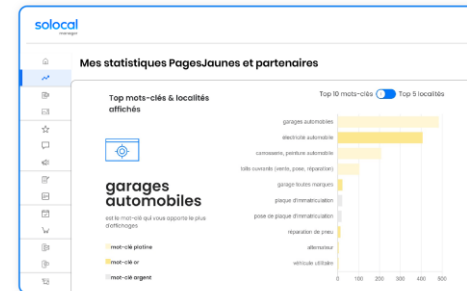 solocal
manager
Mes statistiques PagesJaunes et partenaires
Top mots-clés & localités
affichés
Top 10 mots-clés
Top 5 localités
garages
automobiles
est le mot-clé qui vous apporte le plus
d'affichages
mot-clé platine
mot-clé or
mot-clé argent
garages automobiles
électricité automobile
carrosserie, peinture automobile
tôlerie (vente, pose, réparation)
garage toutes marques
plaque d'immatriculation
pose de plaque d'immatriculation
réparation de pneu
alternateur
véhicule utilitaire
0 100 200 300 400 500